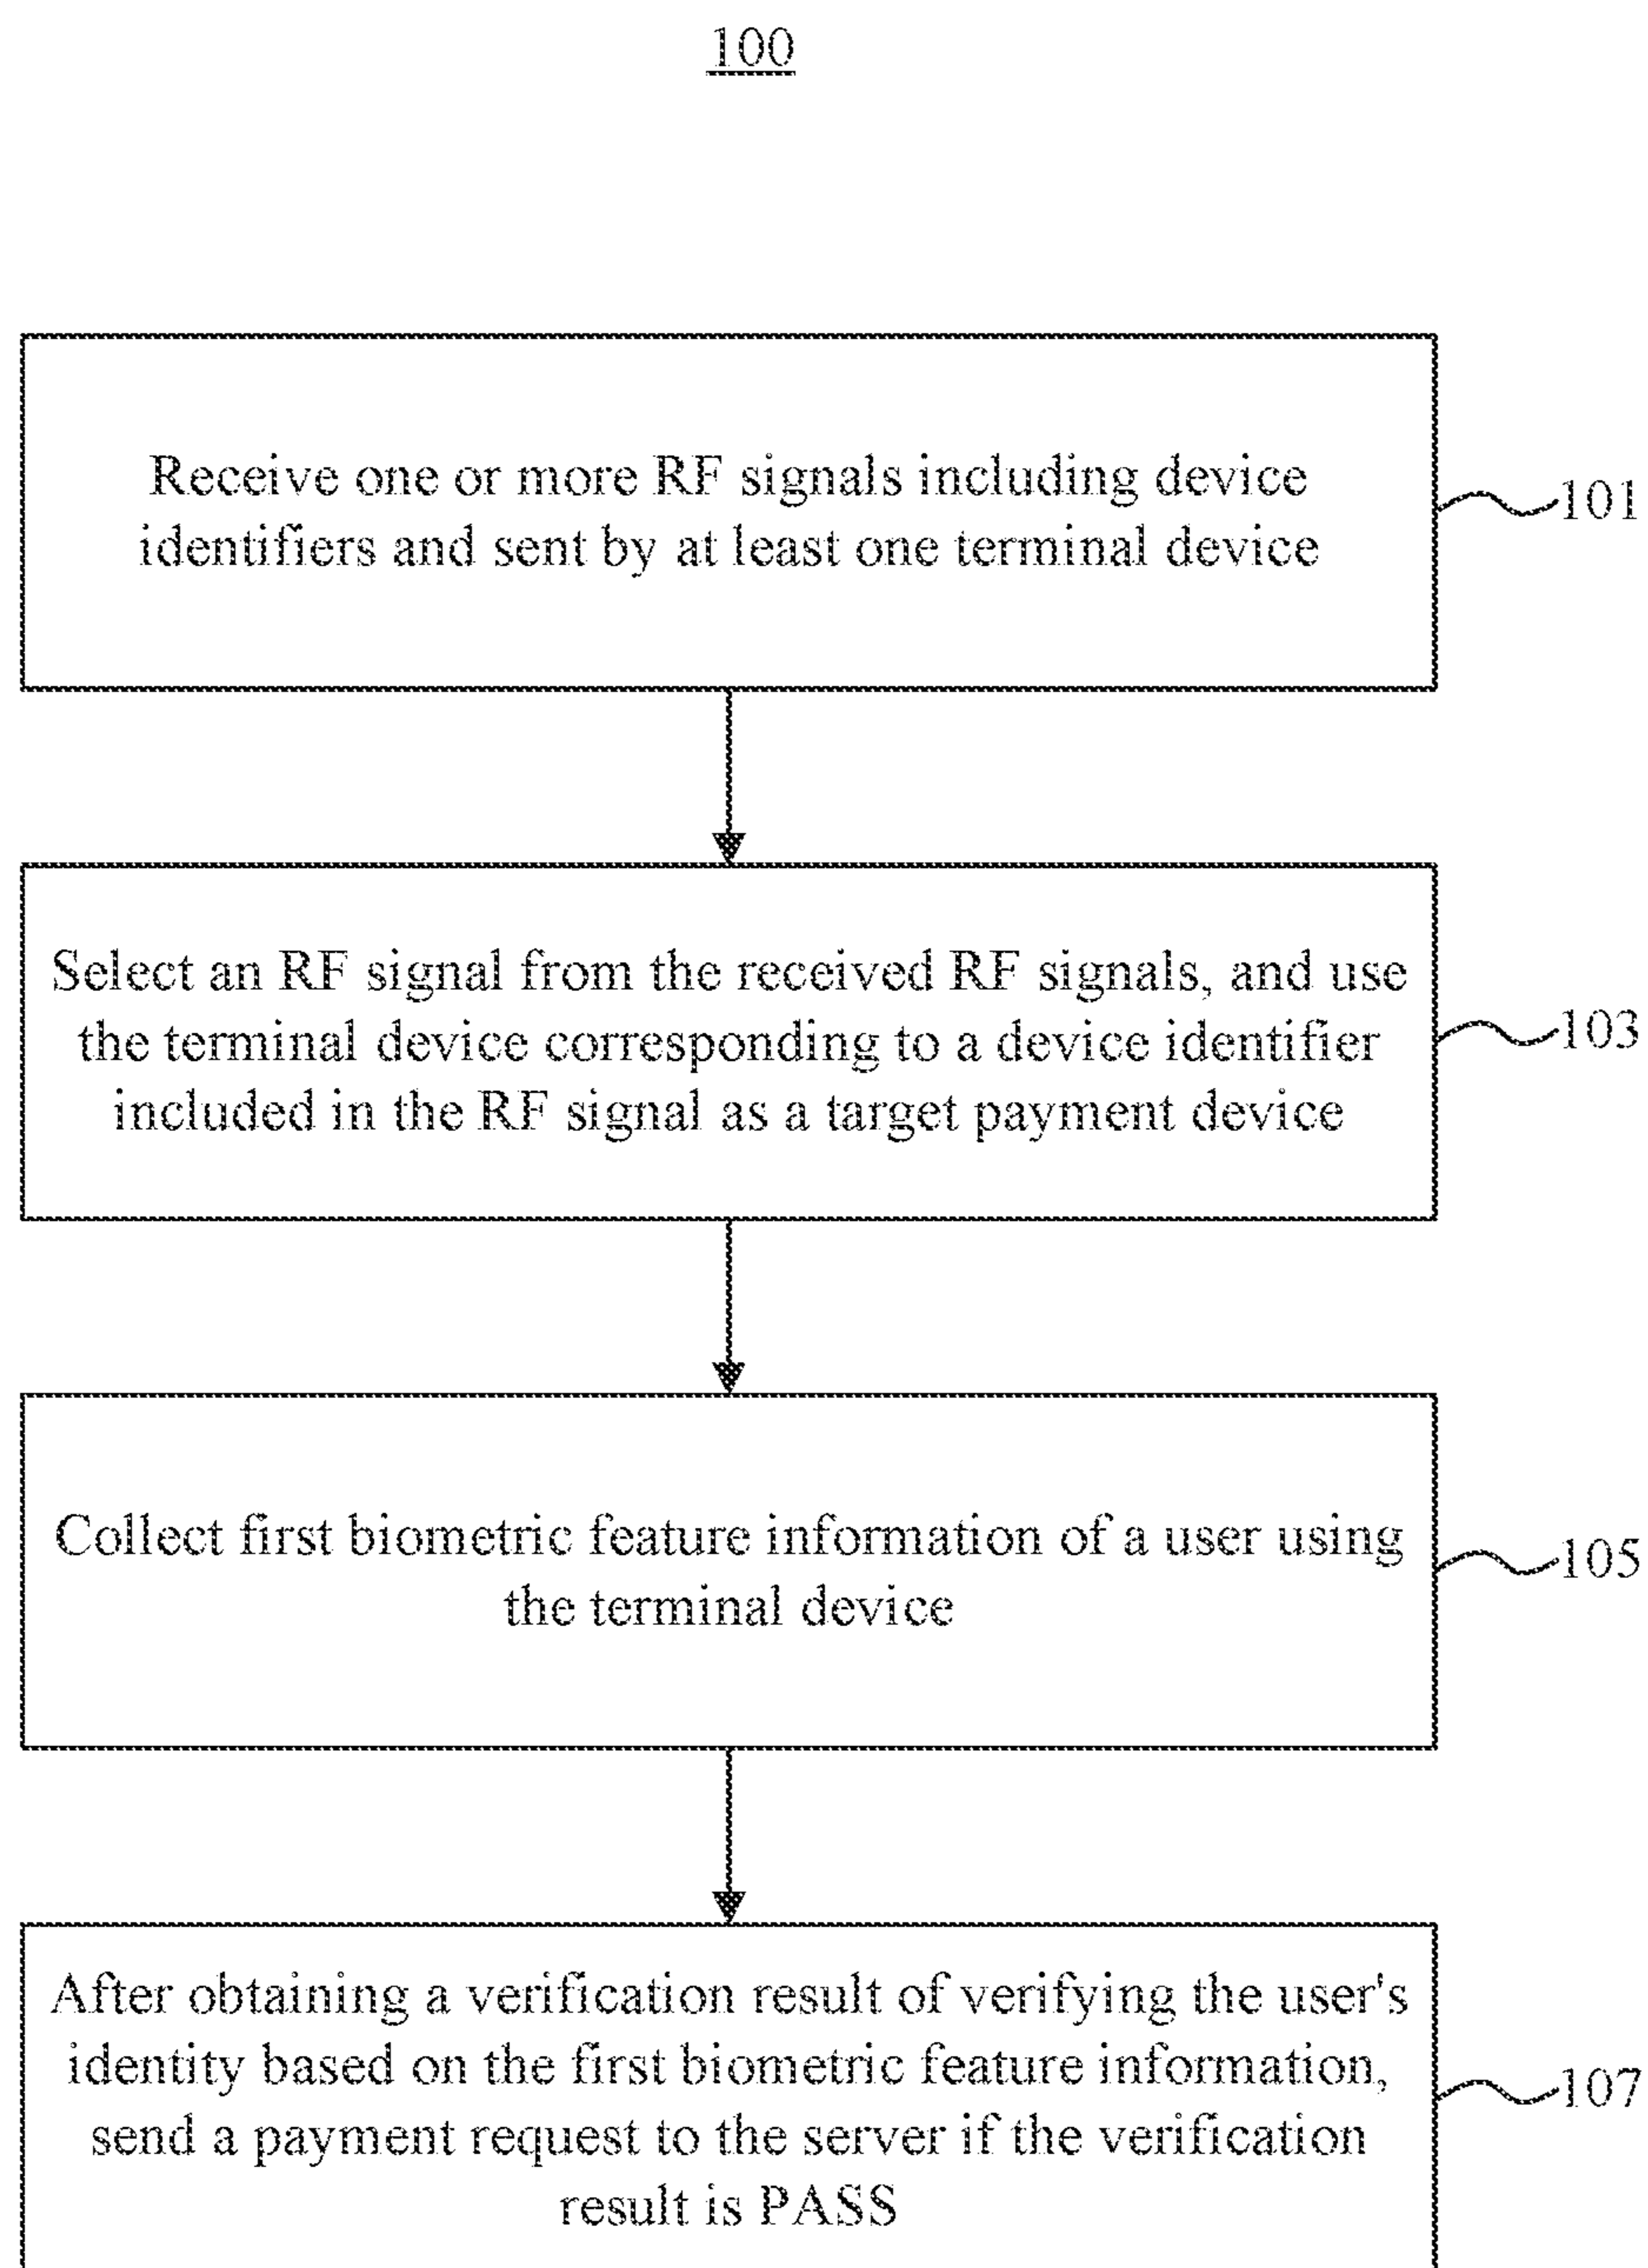 100
Receive one or more RF signals including device
identifiers and sent by at least one terminal device
101
Select an RF signal from the received RF signals, and use
the terminal device corresponding to a device identifier
included in the RF signal as a target payment device
103
Collect first biometric feature information of a user using
the terminal device
105
After obtaining a verification result of verifying the user's
identity based on the first biometric feature information,
send a payment request to the server if the verification
result is PASS
107